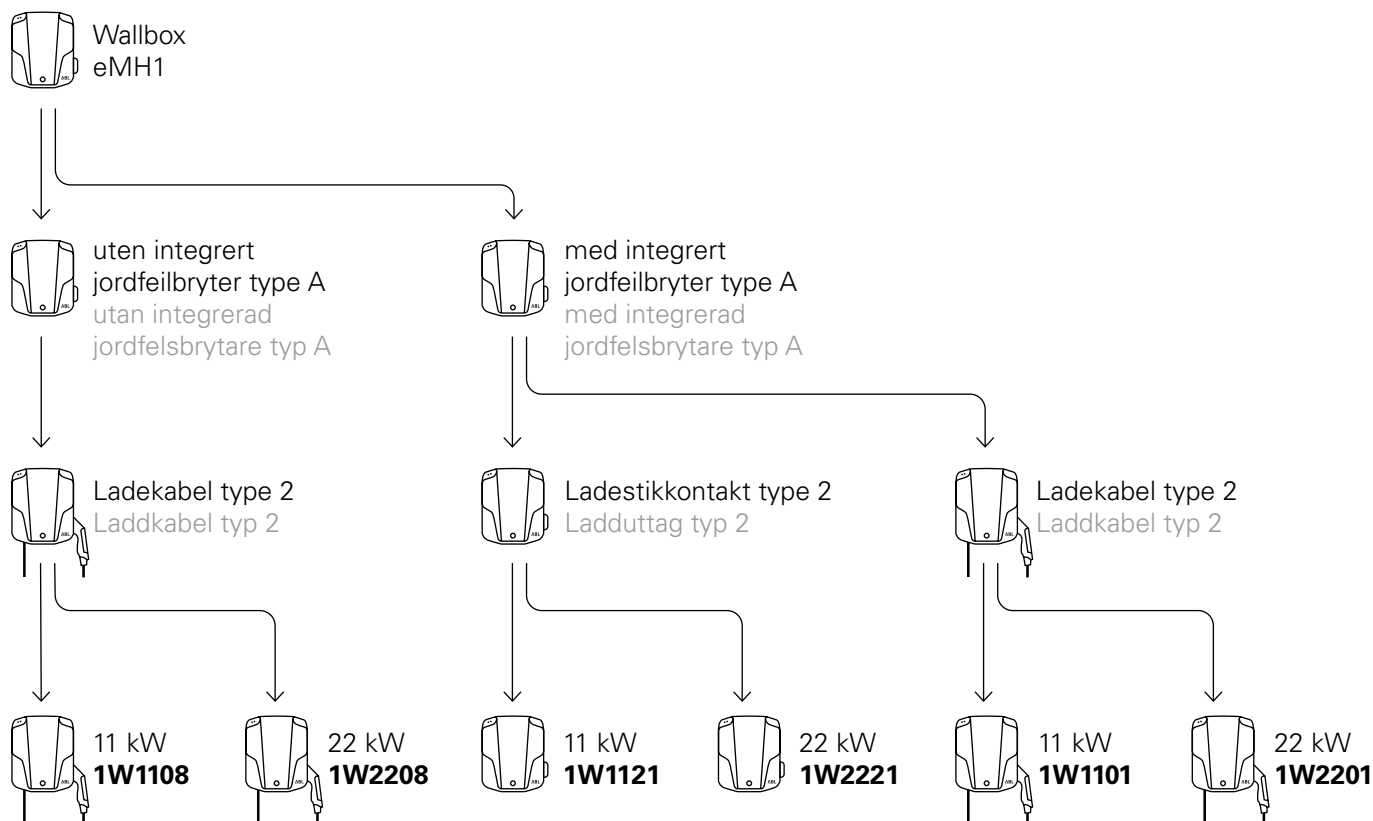 Wallbox
eMH1
uten integrert
jordfeilbryter type A
utan integrerad
jordfelsbrytare typ A
med integrert
jordfeilbryter type A
med integrerad
jordfelsbrytare typ A
Ladekabel type 2
Laddkabel typ 2
Ladestikkontakt type 2
Ladduttag typ 2
Ladekabel type 2
Laddkabel typ 2
11 kW
1W1108
22 kW
1W2208
11 kW
1W1121
22 kW
1W2221
11 kW
1W1101
22 kW
1W2201